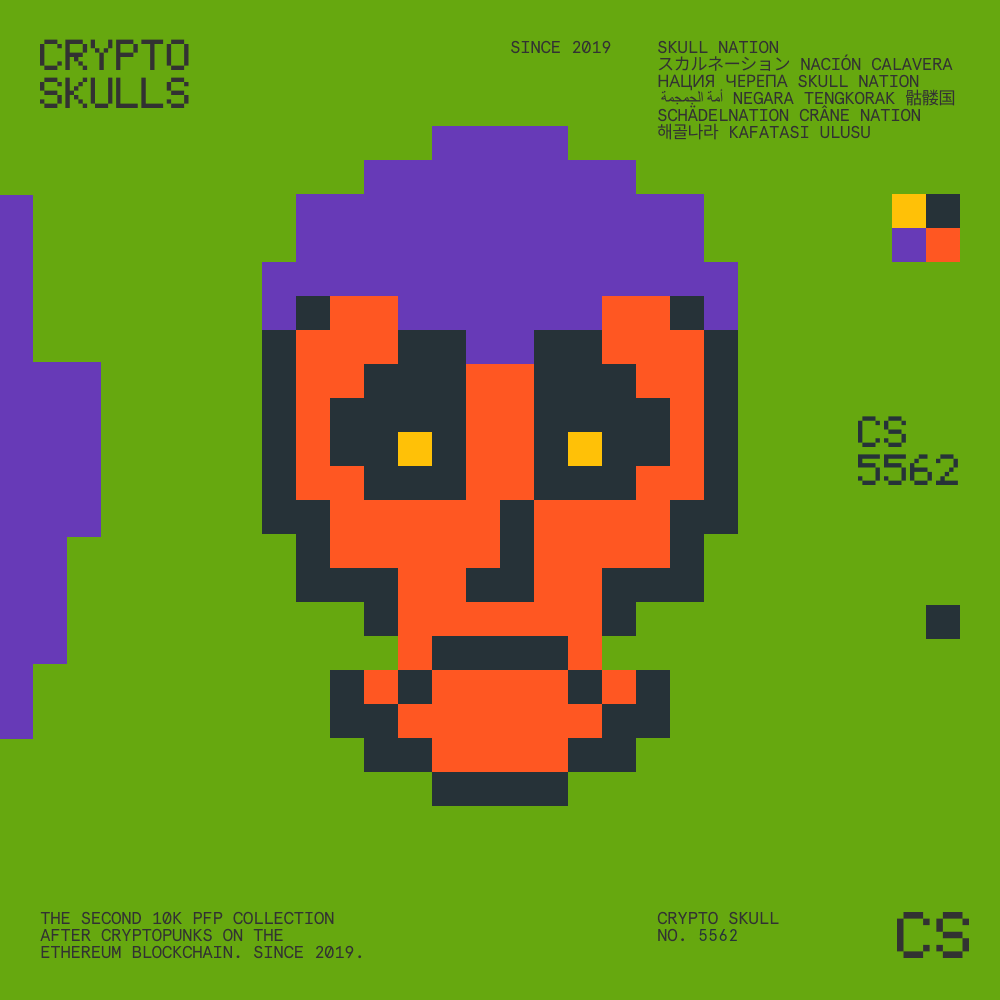 CRYPTO
SKULLS
SINCE 2019
SKULL NATION
スカルネーション NACIÓN CALAVERA
НАЦИЯ ЧЕРЕПА SKULL NATION
أمة الجمجمة NEGARA TENGKORAK 骷髅国
SCHÄDELNATION CRÂNE NATION
해골나라 KAFATASI ULUSU
CS
5562
THE SECOND 10K PFP COLLECTION
AFTER CRYPTOPUNKS ON THE
ETHEREUM BLOCKCHAIN. SINCE 2019.
CRYPTO SKULL
NO. 5562
CS